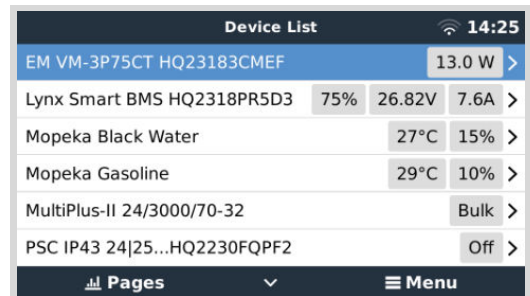 Device List 14:25
EM VM-3P75CT HQ23183CMEF 13.0 W
Lynx Smart BMS HQ2318PR5D3 75% 26.82V 7.6A
Mopeka Black Water 27°C 15%
Mopeka Gasoline 29°C 10%
MultiPlus-II 24/3000/70-32 Bulk
PSC IP43 24|25...HQ2230FQPF2 Off
Pages Menu